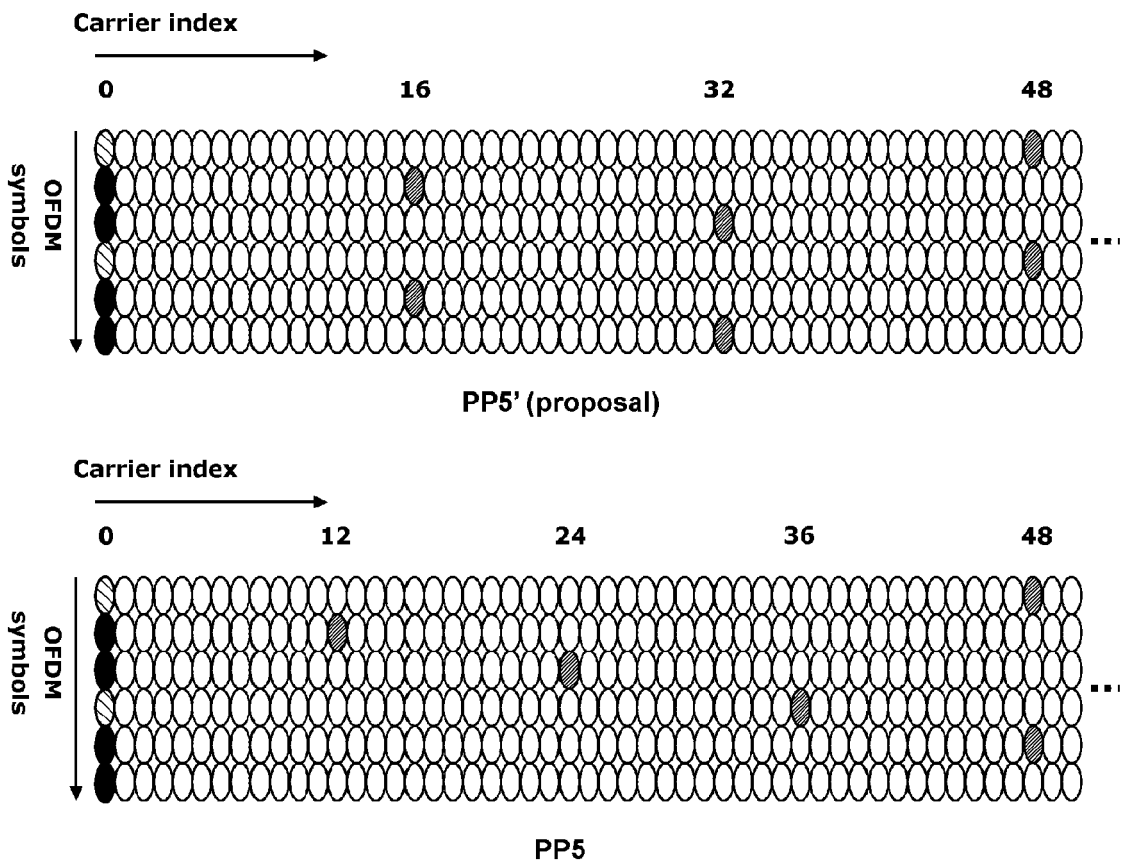 Carrier index
0 16 32 48
OFDM
symbols
PP5' (proposal)
Carrier index
0 12 24 36 48
OFDM
symbols
PP5